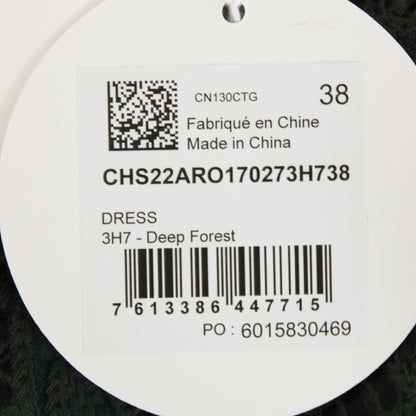 CN130CTG 38
Fabriqué en Chine
Made in China
CHS22ARO170273H738
DRESS
3H7 - Deep Forest
7 613386 447715
PO : 6015830469